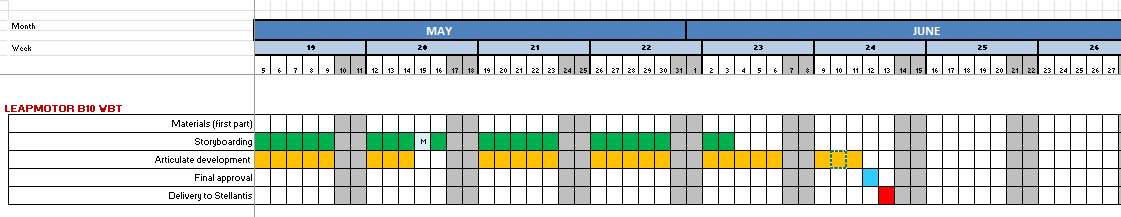 Month MAY JUNE
Week 19 20 21 22 23 24 25 26
5 6 7 8 9 10 11 12 13 14 15 16 17 18 19 20 21 22 23 24 25 26 27 28 29 30 31 1 2 3 4 5 6 7 8 9 10 11 12 13 14 15 16 17 18 19 20 21 22 23 24 25 26 27
LEAPMOTOR B10 WBT
Materials (first part)
Storyboarding M
Articulate development
Final approval
Delivery to Stellantis